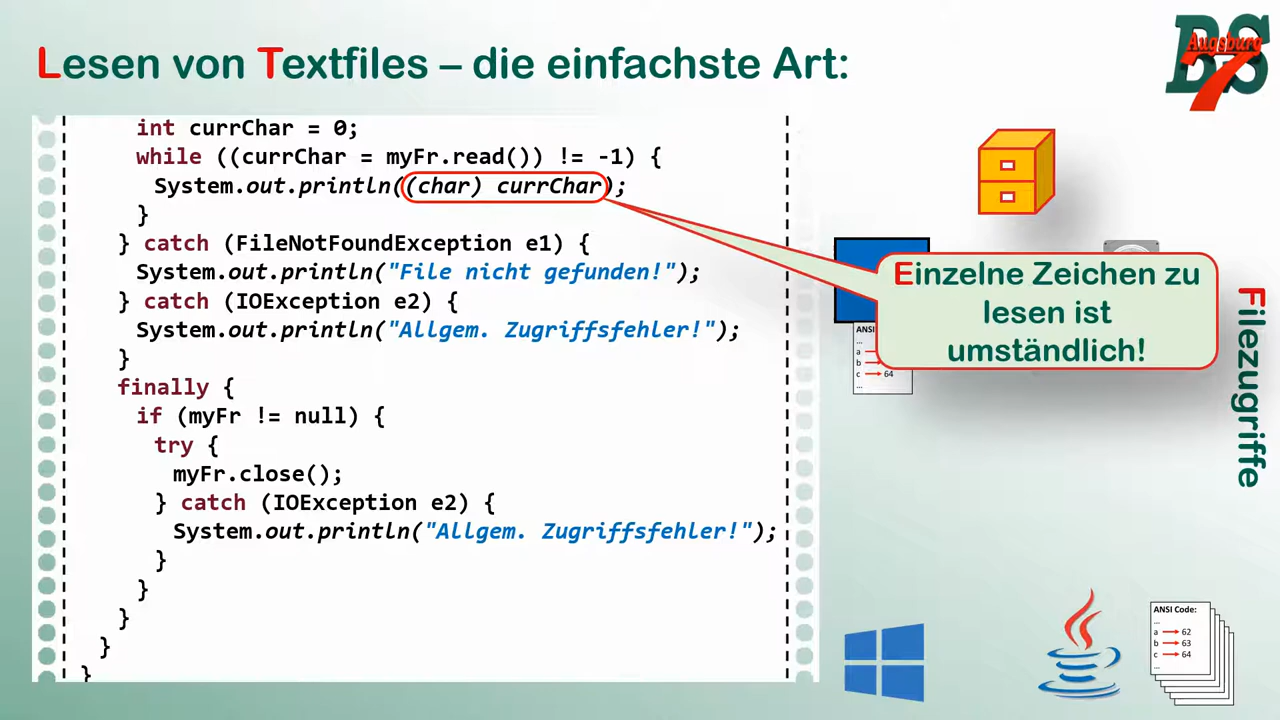 Lesen von Textfiles – die einfachste Art:
BS
Augsburg
7
int currChar = 0;
while ((currChar = myFr.read()) != -1) {
System.out.println((char) currChar);
}
} catch (FileNotFoundException e1) {
System.out.println("File nicht gefunden!");
} catch (IOException e2) {
System.out.println("Allgem. Zugriffsfehler!");
}
finally {
if (myFr != null) {
try {
myFr.close();
} catch (IOException e2) {
System.out.println("Allgem. Zugriffsfehler!");
}
}
}
}
}
Einzelne Zeichen zu
lesen ist
umständlich!
ANSI
...
a
b
c 64
...
Filezugriffe
ANSI Code:
...
a 62
b 63
c 64
...